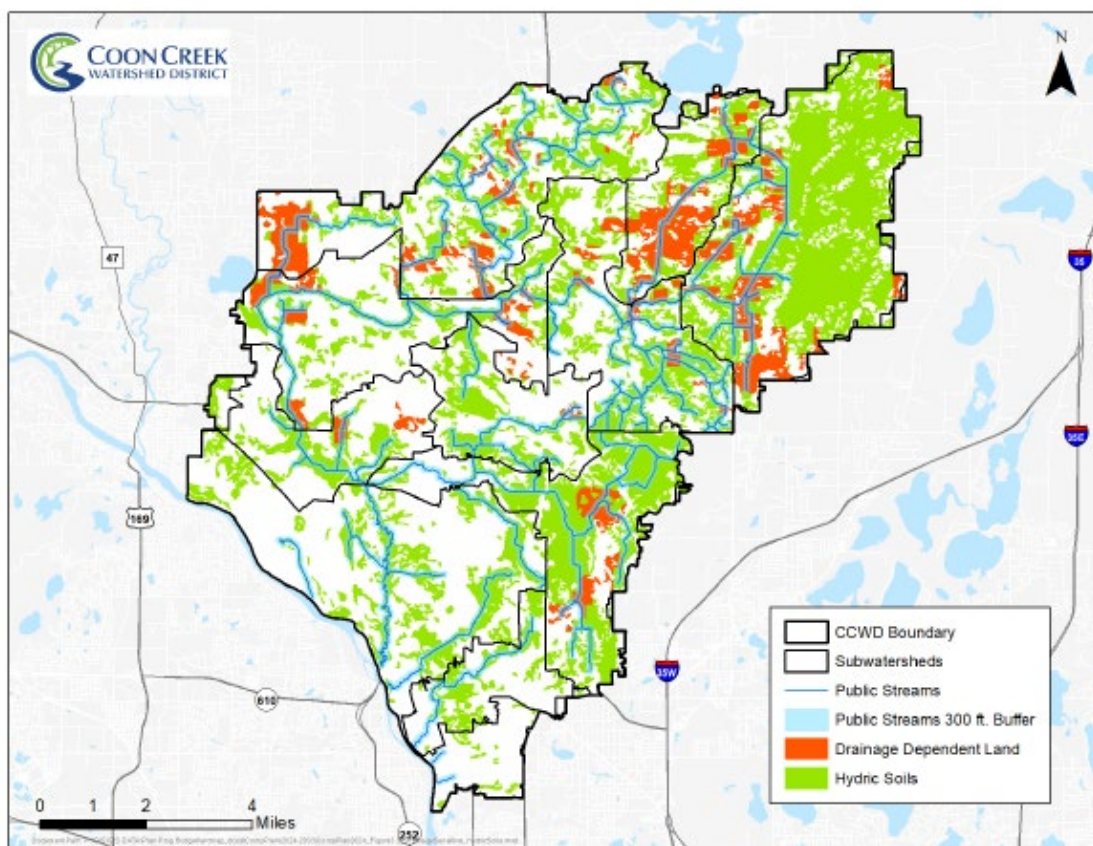 COON CREEK
WATERSHED DISTRICT
N
47
35
35E
169
CCWD Boundary
Subwatersheds
35W
Public Streams
610
Public Streams 300 ft. Buffer
Drainage Dependent Land
Hydric Soils
0 1 2 4
Miles
252